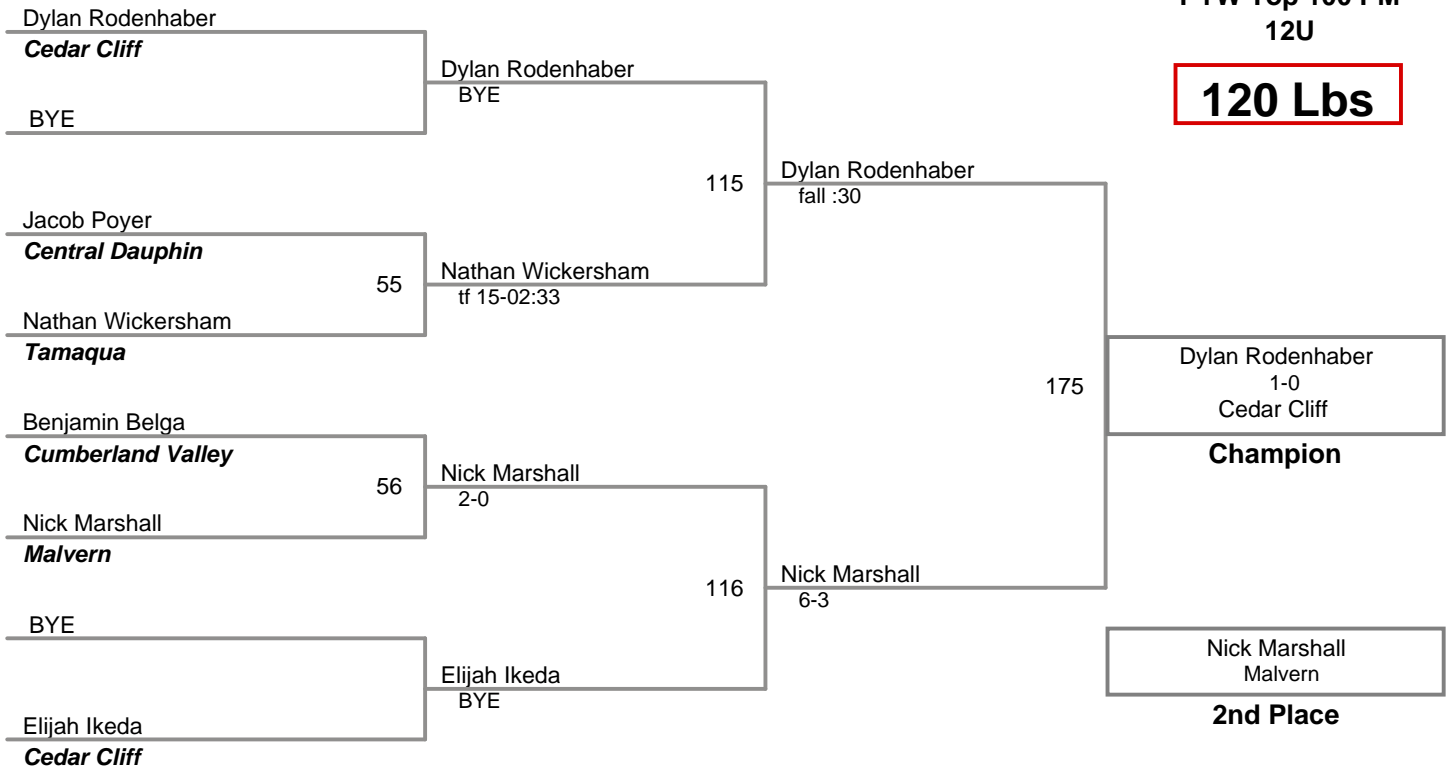 12U
120 Lbs
Dylan Rodenhaber
Cedar Cliff
BYE
Jacob Poyer
Central Dauphin
55
Nathan Wickersham
Tamaqua
Benjamin Belga
Cumberland Valley
56
Nick Marshall
Malvern
BYE
Elijah Ikeda
Cedar Cliff
Dylan Rodenhaber
BYE
115
Nathan Wickersham
tf 15-02:33
Nick Marshall
2-0
116
Elijah Ikeda
BYE
Dylan Rodenhaber
fall :30
175
Nick Marshall
6-3
Dylan Rodenhaber
1-0
Cedar Cliff
Champion
Nick Marshall
Malvern
2nd Place